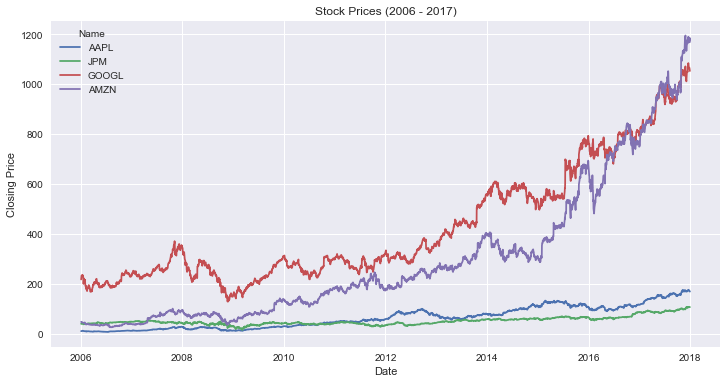 Stock Prices (2006 - 2017)
1200
1000
800
600
400
200
0
Closing Price
Name
AAPL
JPM
GOOGL
AMZN
2006 2008 2010 2012 2014 2016 2018
Date